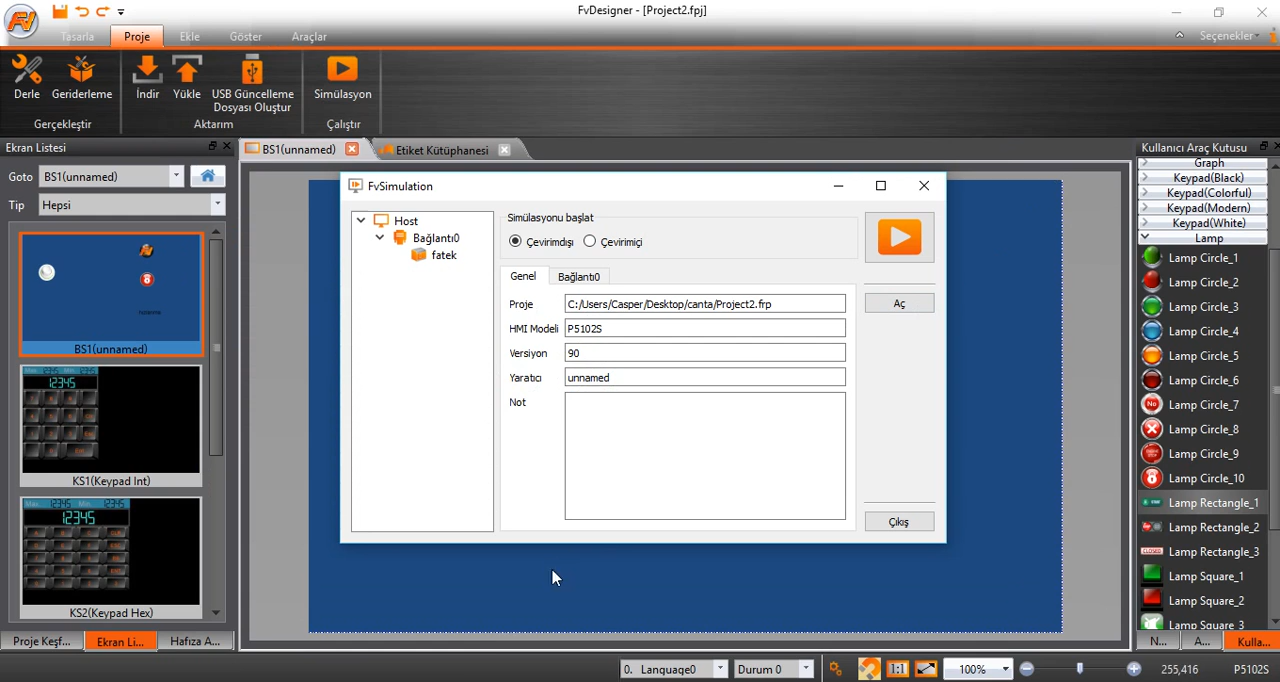 FvDesigner - [Project2.fpj]
Tasarla
Proje
Ekle
Göster
Araçlar
Seçenekler
Derle
Geriderleme
İndir
Yükle
USB Güncelleme
Dosyası Oluştur
Simülasyon
Gerçekleştir
Aktarım
Çalıştır
Ekran Listesi
Goto
BS1(unnamed)
Tip
Hepsi
BS1(unnamed)
12345
KS1(Keypad Int)
12345
KS2(Keypad Hex)
Proje Keşf...
Ekran Li...
Hafıza A...
BS1(unnamed)
Etiket Kütüphanesi
FvSimulation
Host
Bağlantı0
fatek
Simülasyonu başlat
Çevirimdışı
Çevirimiçi
Genel
Bağlantı0
Proje
C:/Users/Casper/Desktop/canta/Project2.frp
HMI Modeli
P5102S
Versiyon
90
Yaratıcı
unnamed
Not
Aç
Çıkış
Kullanıcı Araç Kutusu
Graph
Keypad(Black)
Keypad(Colorful)
Keypad(Modern)
Keypad(White)
Lamp
Lamp Circle_1
Lamp Circle_2
Lamp Circle_3
Lamp Circle_4
Lamp Circle_5
Lamp Circle_6
No
Lamp Circle_7
Lamp Circle_8
Lamp Circle_9
Lamp Circle_10
Lamp Rectangle_1
Lamp Rectangle_2
CLOSED
Lamp Rectangle_3
Lamp Square_1
Lamp Square_2
Lamp Square_3
N...
A...
Kulla...
0. Language0
Durum 0
1:1
100%
255,416
P5102S